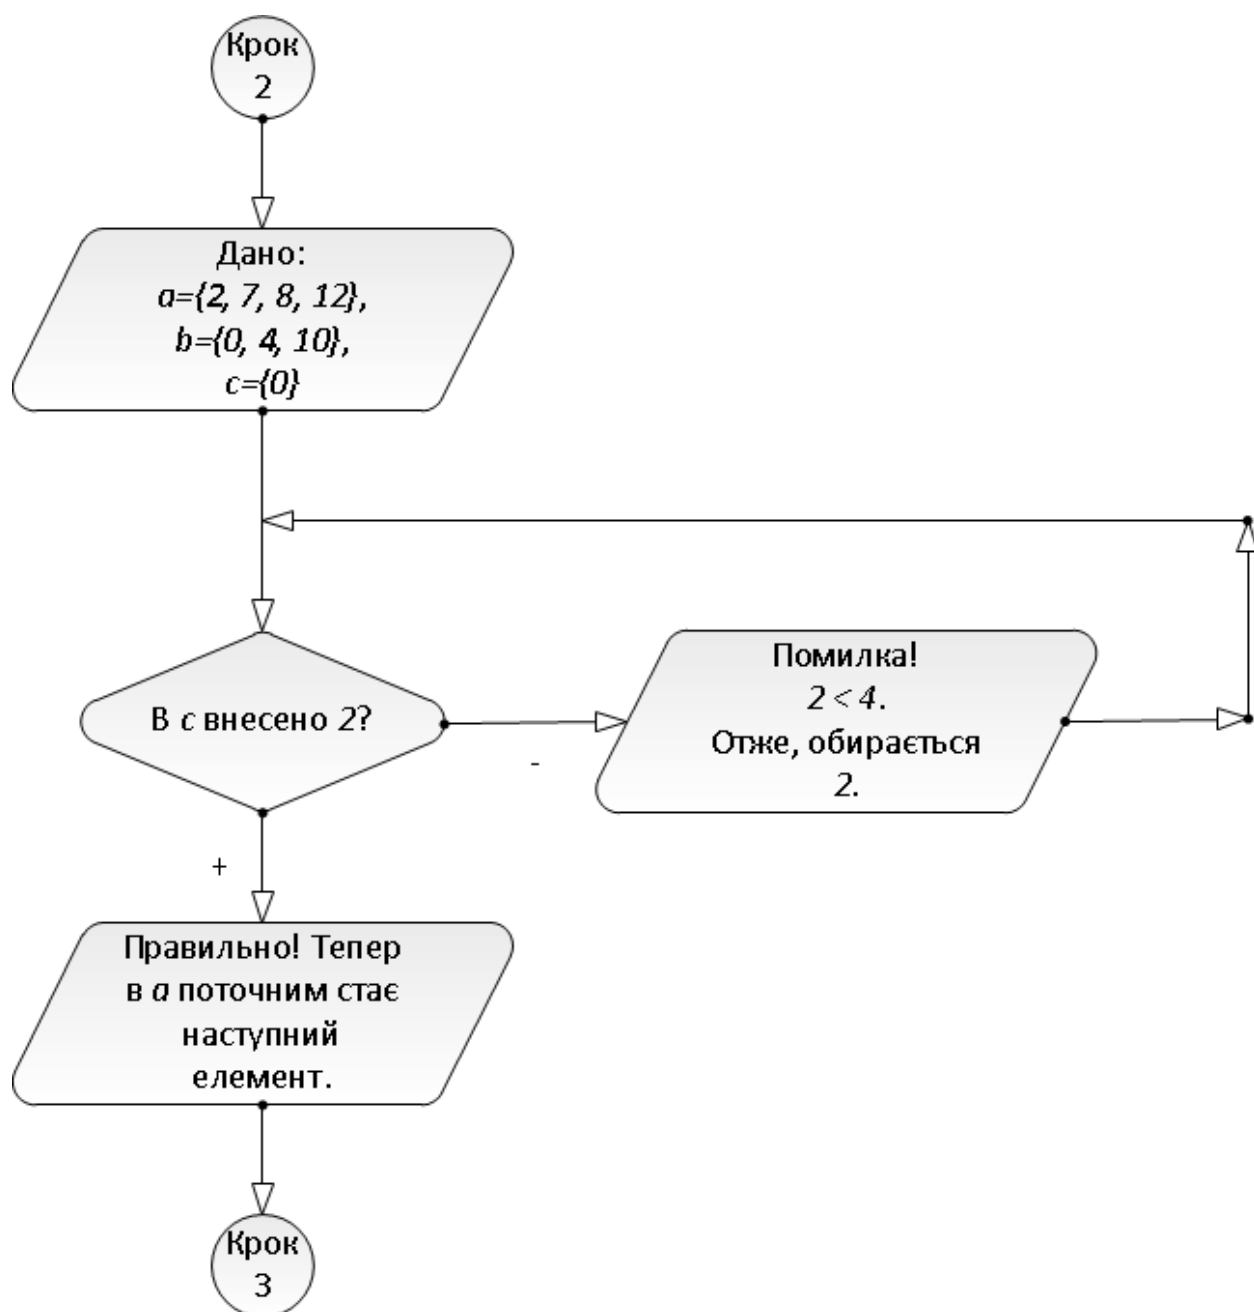 Крок
2
Дано:
a={2, 7, 8, 12},
b={0, 4, 10},
c={0}
В c внесено 2?
-
Помилка!
2 < 4.
Отже, обирається
2.
+
Правильно! Тепер
в a поточним стає
наступний
елемент.
Крок
3